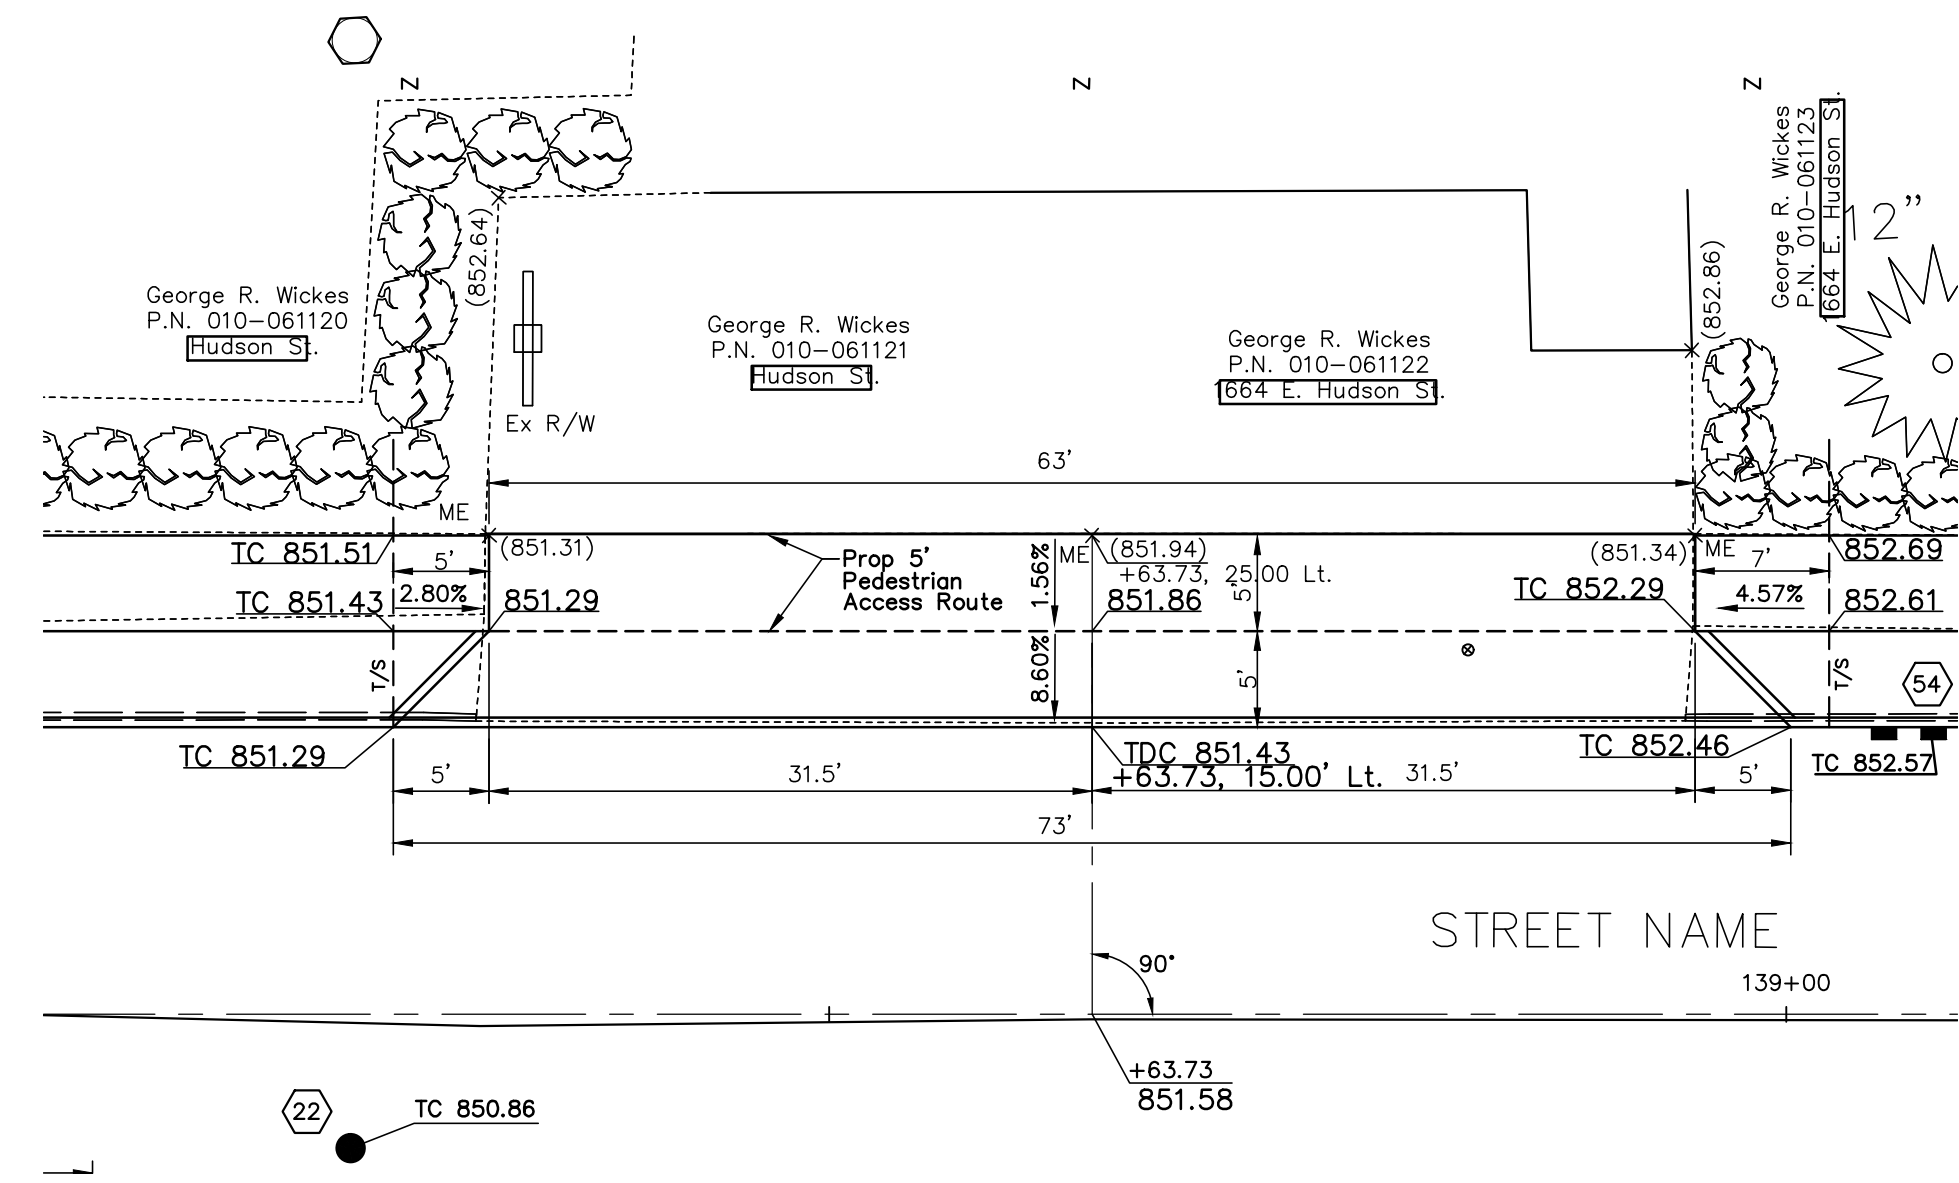 Z
Z
Z
George R. Wickes
P.N. 010-061123
1664 E. Hudson St.
12"
(852.64)
(852.86)
George R. Wickes
P.N. 010-061120
Hudson St.
George R. Wickes
P.N. 010-061121
Hudson St.
George R. Wickes
P.N. 010-061122
1664 E. Hudson St.
Ex R/W
63'
ME
TC 851.51
5'
(851.31)
Prop 5'
Pedestrian
Access Route
1.56%
ME
(851.94)
+63.73, 25.00 Lt.
5'
(851.34)
ME
7'
852.69
TC 851.43
2.80%
851.29
851.86
TC 852.29
4.57%
852.61
T/S
8.60%
5'
T/S
54
TC 851.29
TDC 851.43
+63.73, 15.00' Lt.
TC 852.46
TC 852.57
5'
31.5'
31.5'
5'
73'
STREET NAME
90°
139+00
+63.73
851.58
22
TC 850.86